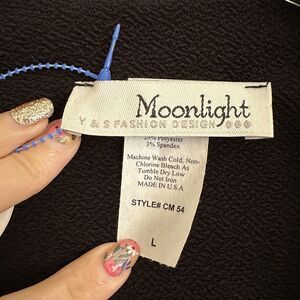 Moonlight
Y & S FASHION DESIGN
Polyester
3% Spandex
Machine Wash Cold, Non-
Chlorine Bleach As
Tumble Dry Low
Do Not Iron
MADE IN U.S.A
STYLE# CM 54
L